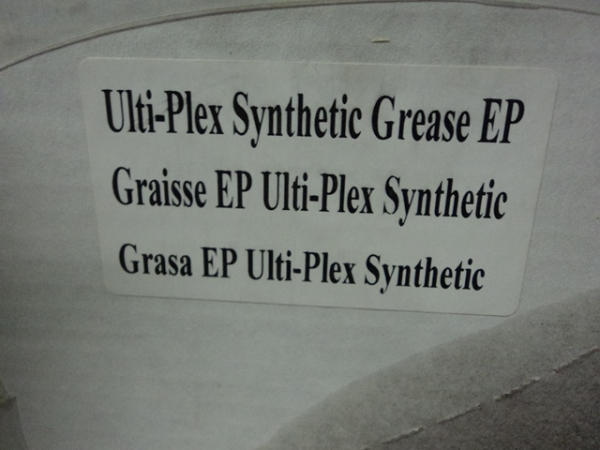 Ulti-Plex Synthetic Grease EP
Graisse EP Ulti-Plex Synthetic
Grasa EP Ulti-Plex Synthetic